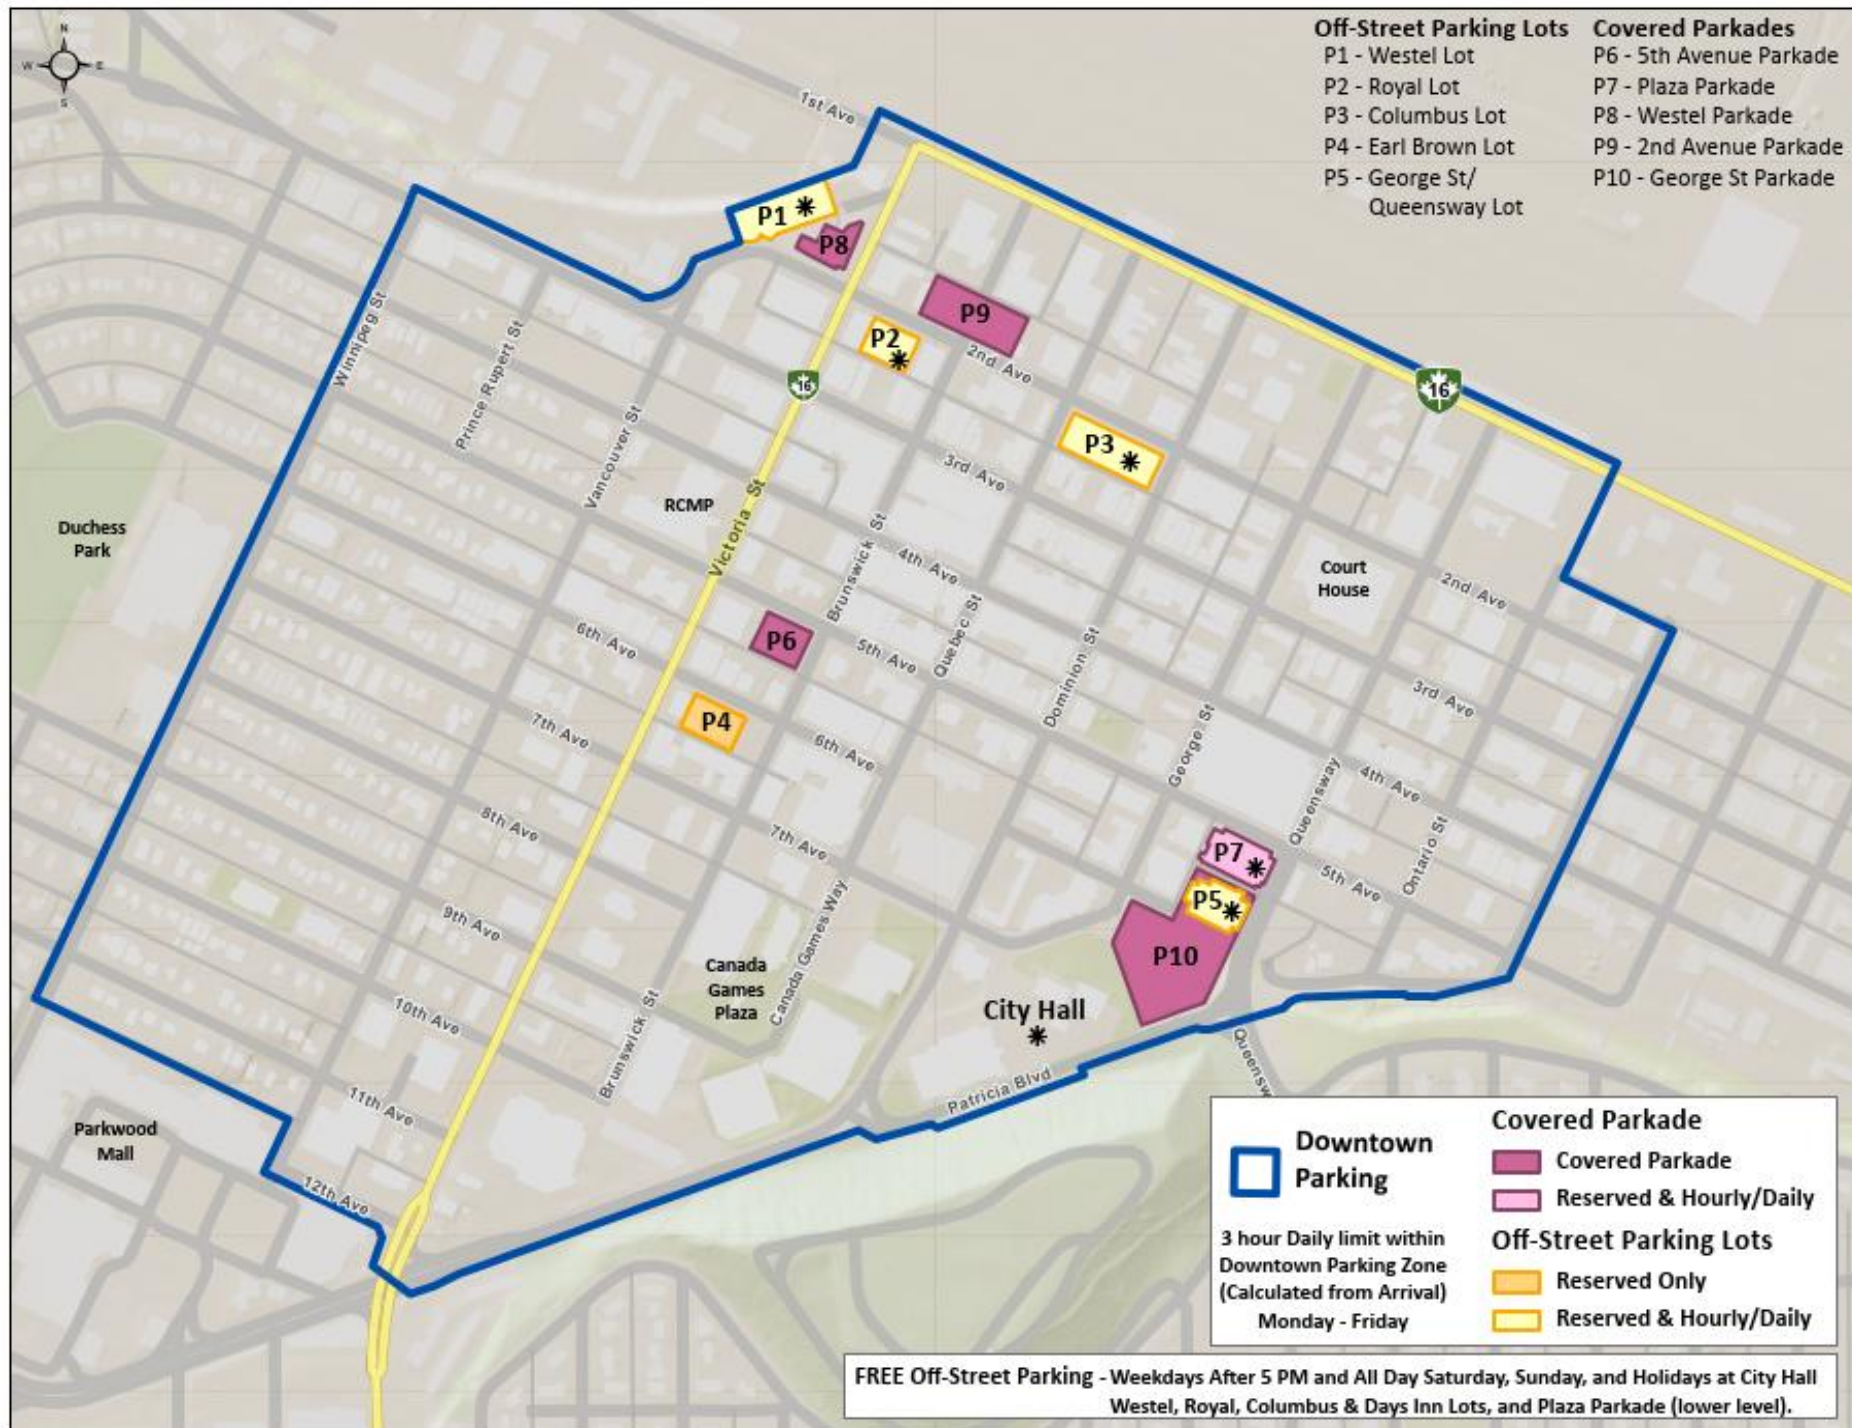 N
W E
S
Off-Street Parking Lots
P1 - Westel Lot
P2 - Royal Lot
P3 - Columbus Lot
P4 - Earl Brown Lot
P5 - George St/
Queensway Lot
Covered Parkades
P6 - 5th Avenue Parkade
P7 - Plaza Parkade
P8 - Westel Parkade
P9 - 2nd Avenue Parkade
P10 - George St Parkade
1st Ave
P1
P8
P9
P2
2nd Ave
16
16
Winnipeg St
Prince Rupert St
Vancouver St
P3
3rd Ave
RCMP
Victoria St
Duchess
Park
Brunswick St
4th Ave
Court
House
2nd Ave
Quebec St
P6
6th Ave
5th Ave
Dominion St
3rd Ave
P4
7th Ave
6th Ave
George St
4th Ave
Queensway
8th Ave
7th Ave
P7
Ontario St
5th Ave
P5
9th Ave
Canada Games Way
P10
Canada
Games
Plaza
City Hall
10th Ave
Brunswick St
Queensw
Patricia Blvd
11th Ave
Parkwood
Mall
12th Ave
Downtown
Parking
3 hour Daily limit within
Downtown Parking Zone
(Calculated from Arrival)
Monday - Friday
Covered Parkade
Covered Parkade
Reserved & Hourly/Daily
Off-Street Parking Lots
Reserved Only
Reserved & Hourly/Daily
FREE Off-Street Parking - Weekdays After 5 PM and All Day Saturday, Sunday, and Holidays at City Hall
Westel, Royal, Columbus & Days Inn Lots, and Plaza Parkade (lower level).